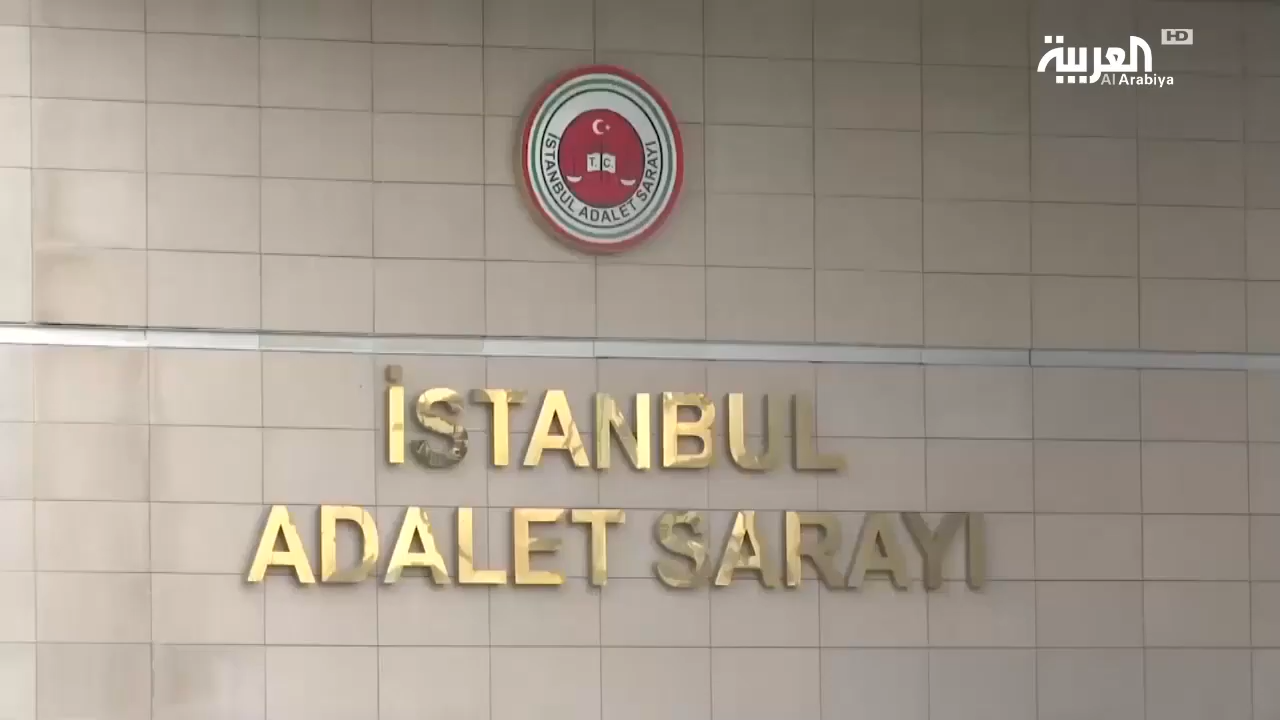 العربية HD
Al Arabiya
T. C.
İSTANBUL ADALET SARAYI
İSTANBUL
ADALET SARAYI